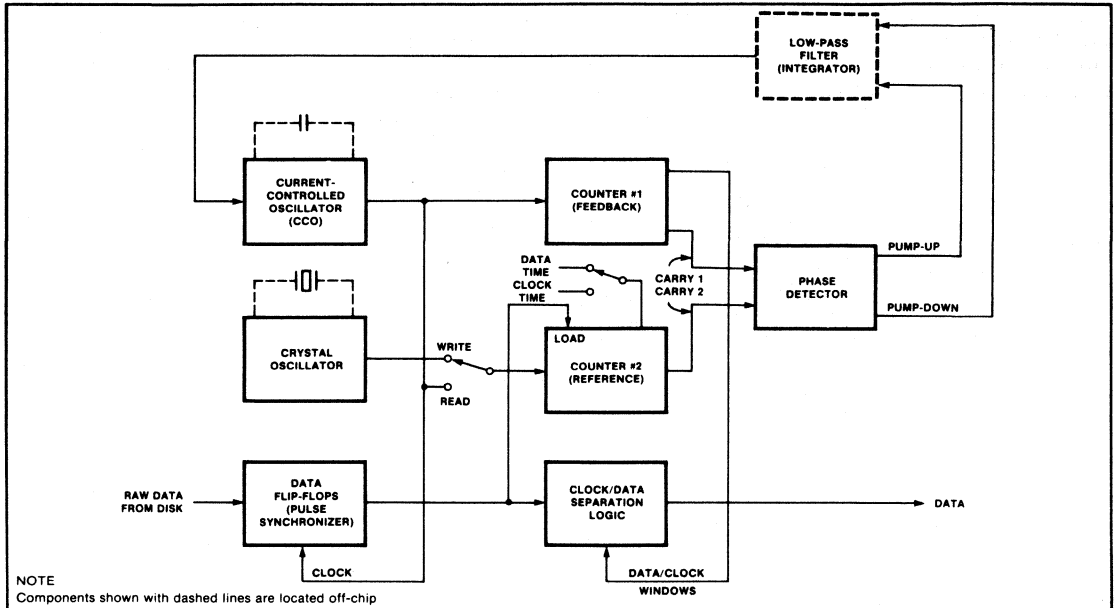 LOW-PASS
FILTER
(INTEGRATOR)
CURRENT-
CONTROLLED
OSCILLATOR
(CCO)
COUNTER #1
(FEEDBACK)
DATA
TIME
CLOCK
TIME
CARRY 1
CARRY 2
PHASE
DETECTOR
PUMP-UP
PUMP-DOWN
CRYSTAL
OSCILLATOR
WRITE
READ
LOAD
COUNTER #2
(REFERENCE)
RAW DATA
FROM DISK
DATA
FLIP-FLOPS
(PULSE
SYNCHRONIZER)
CLOCK/DATA
SEPARATION
LOGIC
DATA
CLOCK
DATA/CLOCK
WINDOWS
NOTE
Components shown with dashed lines are located off-chip